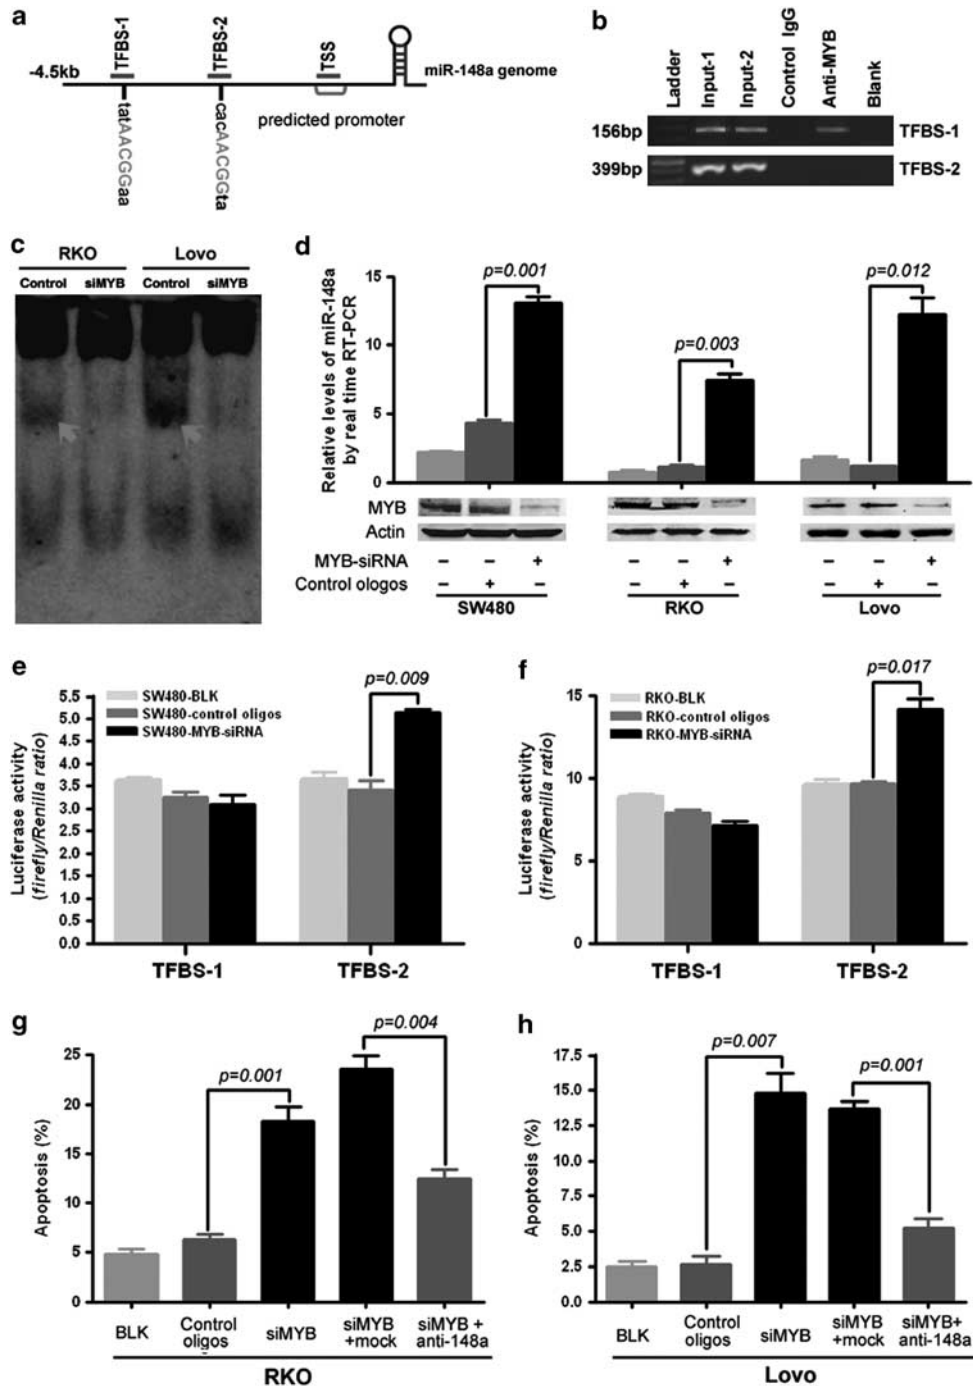 a
-4.5kb
TFBS-1
TFBS-2
TSS
miR-148a genome
predicted promoter
tatAACGGaa
cacAACGGta
b
Ladder
Input-1
Input-2
Control IgG
Anti-MYB
Blank
156bp
TFBS-1
399bp
TFBS-2
c
RKO Lovo
Control siMYB Control siMYB
d
Relative levels of miR-148a
by real time RT-PCR
15
10
5
0
p=0.001
p=0.003
p=0.012
MYB
Actin
MYB-siRNA − − + − − + − − +
Control ologos − + − − + − − + −
SW480 RKO Lovo
e
Luciferase activity
(firefly/Renilla ratio)
5.5
5.0
4.5
4.0
3.5
3.0
2.5
2.0
1.5
1.0
0.5
0.0
SW480-BLK
SW480-control oligos
SW480-MYB-siRNA
p=0.009
TFBS-1 TFBS-2
f
Luciferase activity
(firefly/Renilla ratio)
15
10
5
0
RKO-BLK
RKO-control oligos
RKO-MYB-siRNA
p=0.017
TFBS-1 TFBS-2
g
Apoptosis (%)
25
20
15
10
5
0
p=0.001
p=0.004
BLK
Control
oligos
siMYB
siMYB
+mock
siMYB +
anti-148a
RKO
h
Apoptosis (%)
17.5
15.0
12.5
10.0
7.5
5.0
2.5
0.0
p=0.007
p=0.001
BLK
Control
oligos
siMYB
siMYB
+mock
siMYB+
anti-148a
Lovo